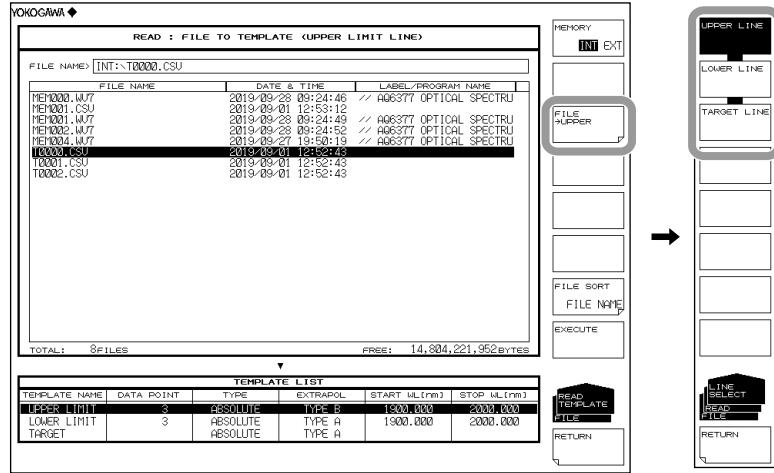 YOKOGAWA ◆
READ : FILE TO TEMPLATE (UPPER LIMIT LINE)
FILE NAME> INT:\T0000.CSV
FILE NAME DATE & TIME LABEL/PROGRAM NAME
MEM000.WV7 2019/09/28 09:24:46 // AQ6377 OPTICAL SPECTRU
MEM001.CSV 2019/09/01 12:53:12
MEM001.WV7 2019/09/28 09:24:49 // AQ6377 OPTICAL SPECTRU
MEM002.WV7 2019/09/28 09:24:52 // AQ6377 OPTICAL SPECTRU
MEM004.WV7 2019/09/27 19:50:19 // AQ6377 OPTICAL SPECTRU
T0000.CSV 2019/09/01 12:52:43
T0001.CSV 2019/09/01 12:52:43
T0002.CSV 2019/09/01 12:52:43
TOTAL: 8FILES FREE: 14,804,221,952BYTES
▼
TEMPLATE LIST
TEMPLATE NAME DATA POINT TYPE EXTRAPOL START WL[nm] STOP WL[nm]
UPPER LIMIT 3 ABSOLUTE TYPE B 1900.000 2000.000
LOWER LIMIT 3 ABSOLUTE TYPE A 1900.000 2000.000
TARGET ABSOLUTE TYPE A
MEMORY
INT EXT
FILE
→UPPER
FILE SORT
FILE NAME
EXECUTE
READ
TEMPLATE
FILE
RETURN
UPPER LINE
LOWER LINE
TARGET LINE
LINE
SELECT
READ
FILE
RETURN